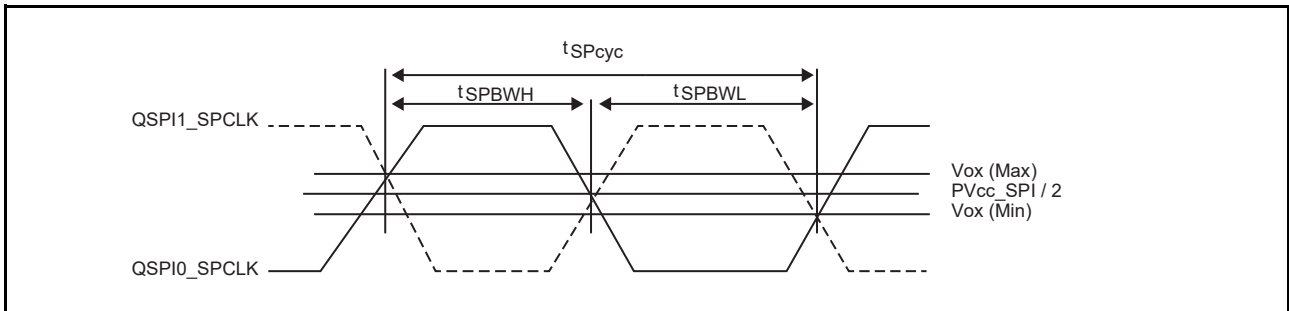 tSPcyc
tSPBWH
tSPBWL
QSPI1_SPCLK
Vox (Max)
PVcc_SPI / 2
Vox (Min)
QSPI0_SPCLK